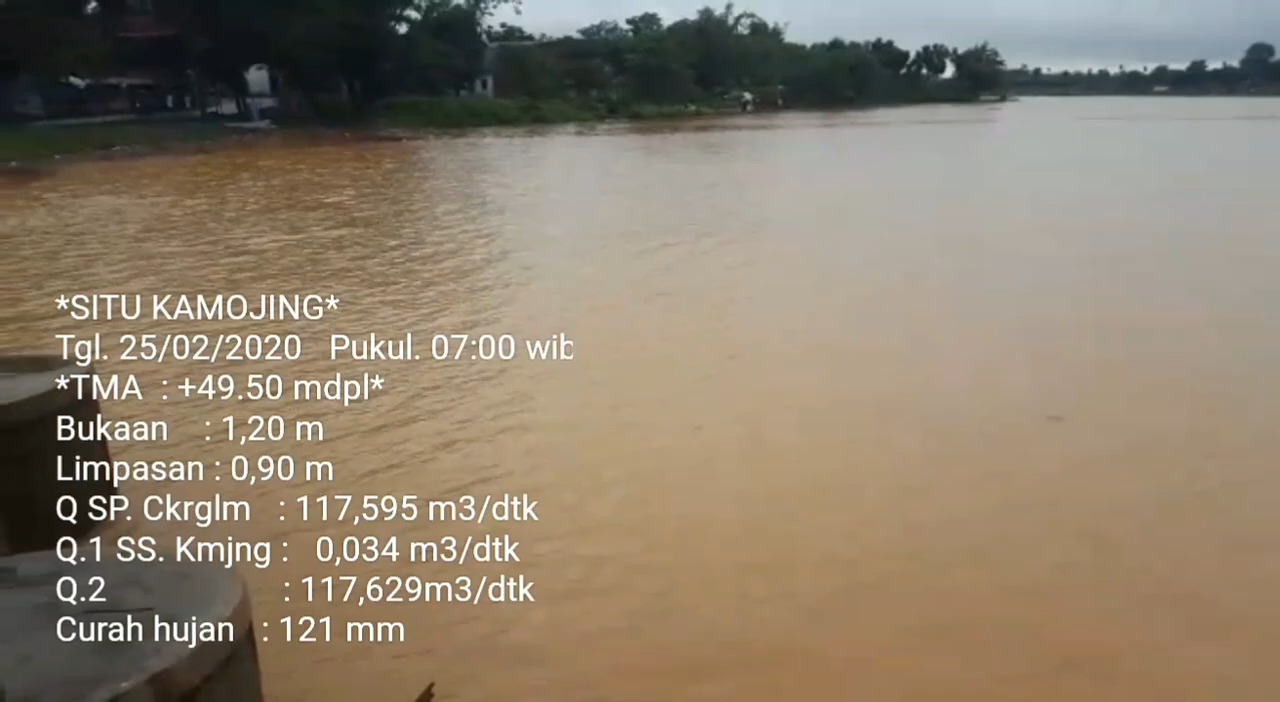 *SITU KAMOJING*
Tgl. 25/02/2020 Pukul. 07:00 wib
*TMA : +49.50 mdpl*
Bukaan : 1,20 m
Limpasan : 0,90 m
Q SP. Ckrglm : 117,595 m3/dtk
Q.1 SS. Kmjng : 0,034 m3/dtk
Q.2 : 117,629m3/dtk
Curah hujan : 121 mm